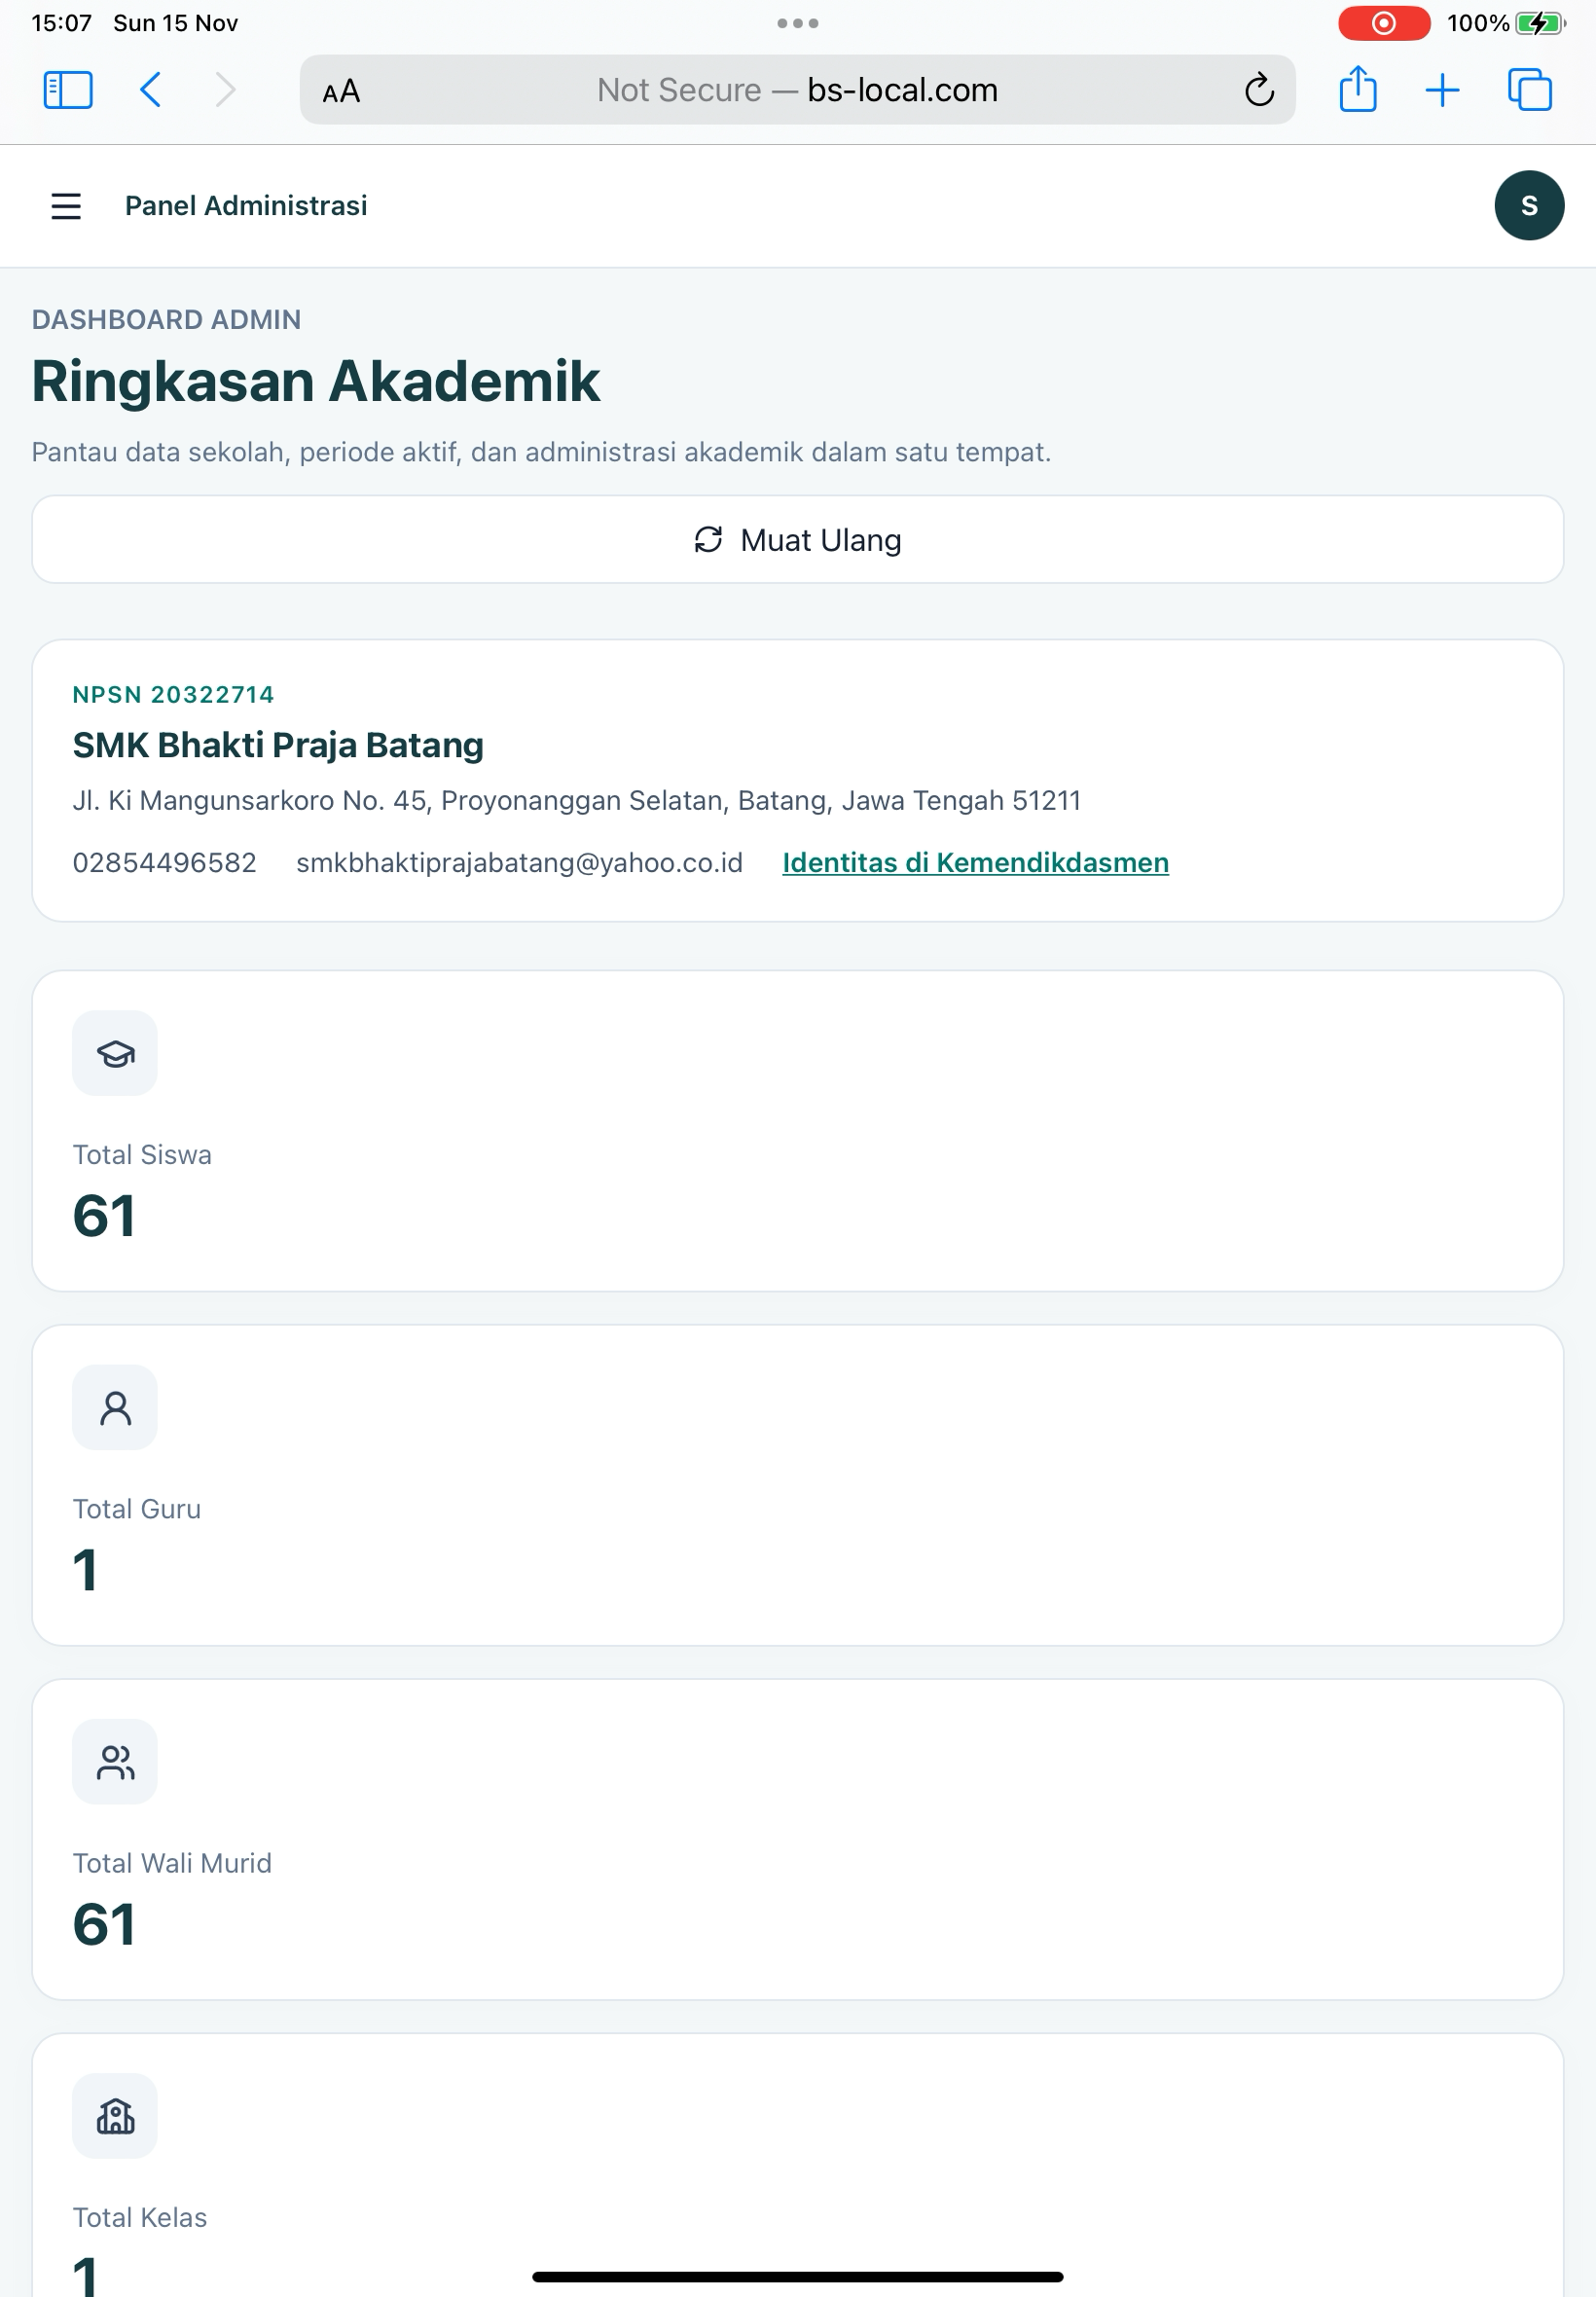 15:07 Sun 15 Nov
100%
AA Not Secure — bs-local.com
Panel Administrasi
S
DASHBOARD ADMIN
Ringkasan Akademik
Pantau data sekolah, periode aktif, dan administrasi akademik dalam satu tempat.
Muat Ulang
NPSN 20322714
SMK Bhakti Praja Batang
Jl. Ki Mangunsarkoro No. 45, Proyonanggan Selatan, Batang, Jawa Tengah 51211
02854496582 smkbhaktiprajabatang@yahoo.co.id Identitas di Kemendikdasmen
Total Siswa
61
Total Guru
1
Total Wali Murid
61
Total Kelas
1